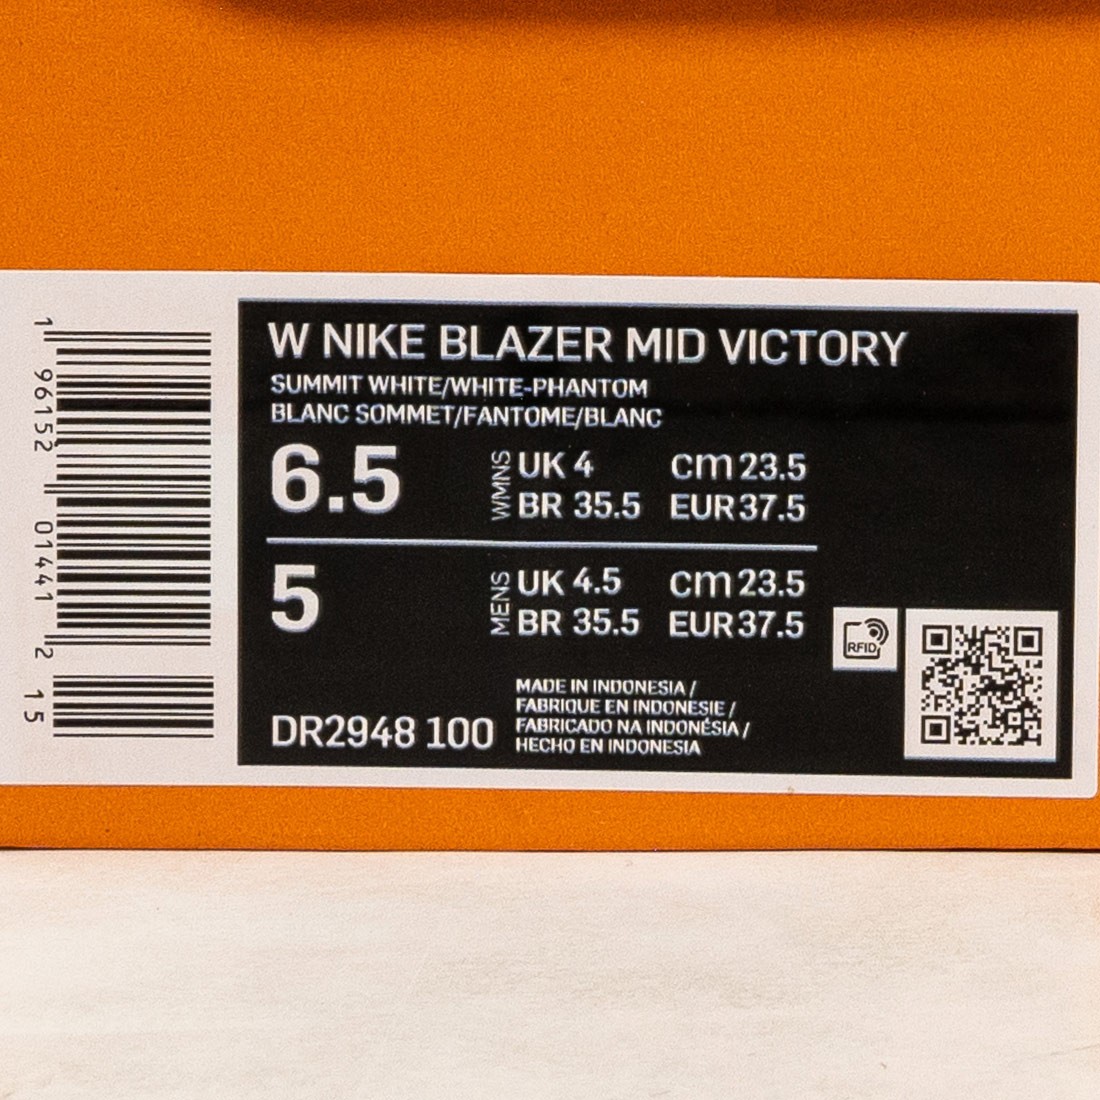 W NIKE BLAZER MID VICTORY
SUMMIT WHITE/WHITE-PHANTOM
BLANC SOMMET/FANTOME/BLANC
6.5 WMNS UK 4 cm 23.5
BR 35.5 EUR 37.5
5 MENS UK 4.5 cm 23.5
BR 35.5 EUR 37.5
RFID
MADE IN INDONESIA /
FABRIQUE EN INDONESIE /
FABRICADO NA INDONÉSIA /
HECHO EN INDONESIA
DR2948 100
1 96152 01441 2
15